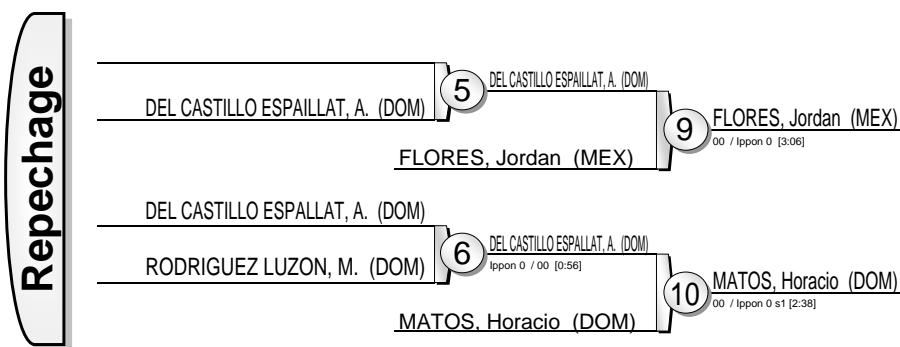 Repechage
DEL CASTILLO ESPAILLAT, A. (DOM)
5
DEL CASTILLO ESPAILLAT, A. (DOM)
FLORES, Jordan (MEX)
9
FLORES, Jordan (MEX)
00 / Ippon 0 [3:06]
DEL CASTILLO ESPALLAT, A. (DOM)
RODRIGUEZ LUZON, M. (DOM)
6
DEL CASTILLO ESPALLAT, A. (DOM)
Ippon 0 / 00 [0:56]
MATOS, Horacio (DOM)
10
MATOS, Horacio (DOM)
00 / Ippon 0 s1 [2:38]